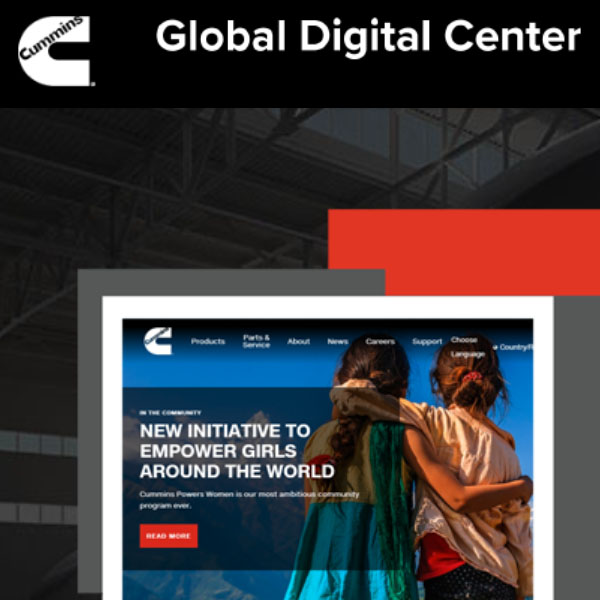 Cummins
Global Digital Center
Products
Parts &
Service
About
News
Careers
Support
Choose
Language
IN THE COMMUNITY
NEW INITIATIVE TO
EMPOWER GIRLS
AROUND THE WORLD
Cummins Powers Women is our most ambitious community
program ever.
READ MORE